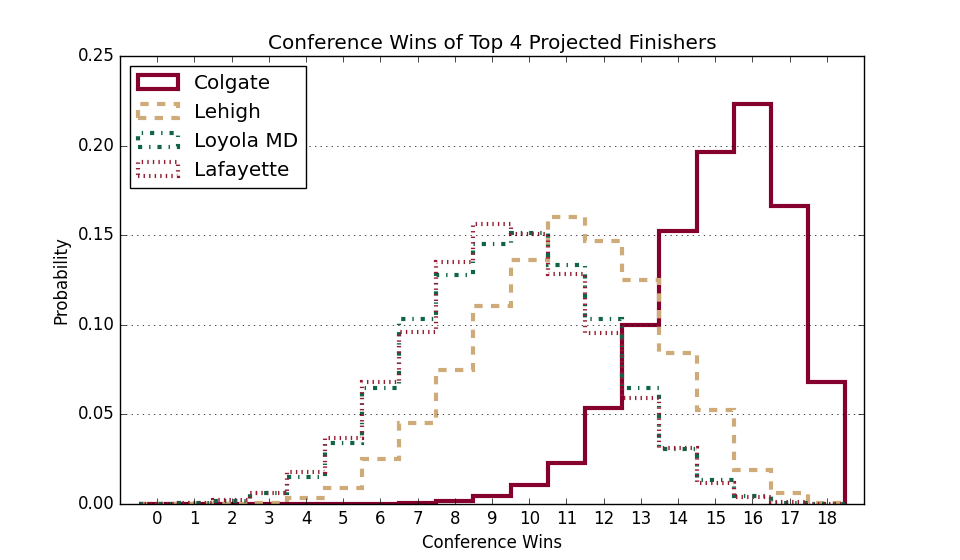 Conference Wins of Top 4 Projected Finishers
0.25
0.20
0.15
0.10
0.05
0.00
Probability
Colgate
Lehigh
Loyola MD
Lafayette
0 1 2 3 4 5 6 7 8 9 10 11 12 13 14 15 16 17 18
Conference Wins